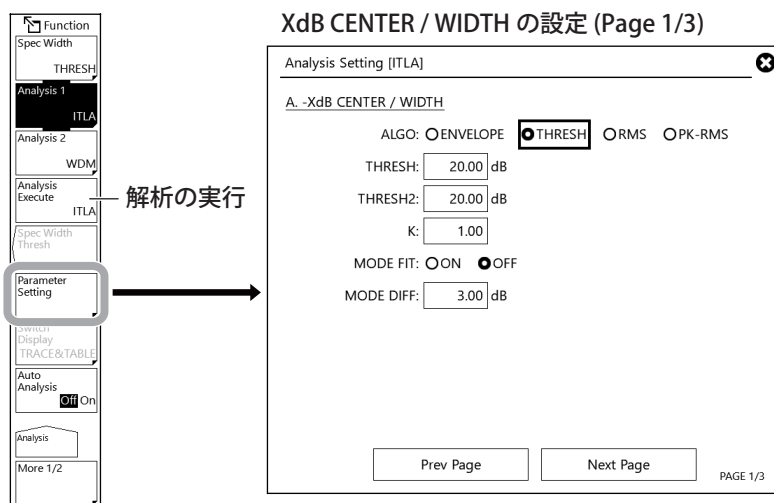 Function
Spec Width
THRESH
Analysis 1
ITLA
Analysis 2
WDM
Analysis
Execute
ITLA
解析の実行
Spec Width
Thresh
Parameter
Setting
Switch
Display
TRACE&TABLE
Auto
Analysis
Off On
Analysis
More 1/2
XdB CENTER / WIDTH の設定 (Page 1/3)
Analysis Setting [ITLA]
A. -XdB CENTER / WIDTH
ALGO: ENVELOPE THRESH RMS PK-RMS
THRESH: 20.00 dB
THRESH2: 20.00 dB
K: 1.00
MODE FIT: ON OFF
MODE DIFF: 3.00 dB
Prev Page Next Page PAGE 1/3